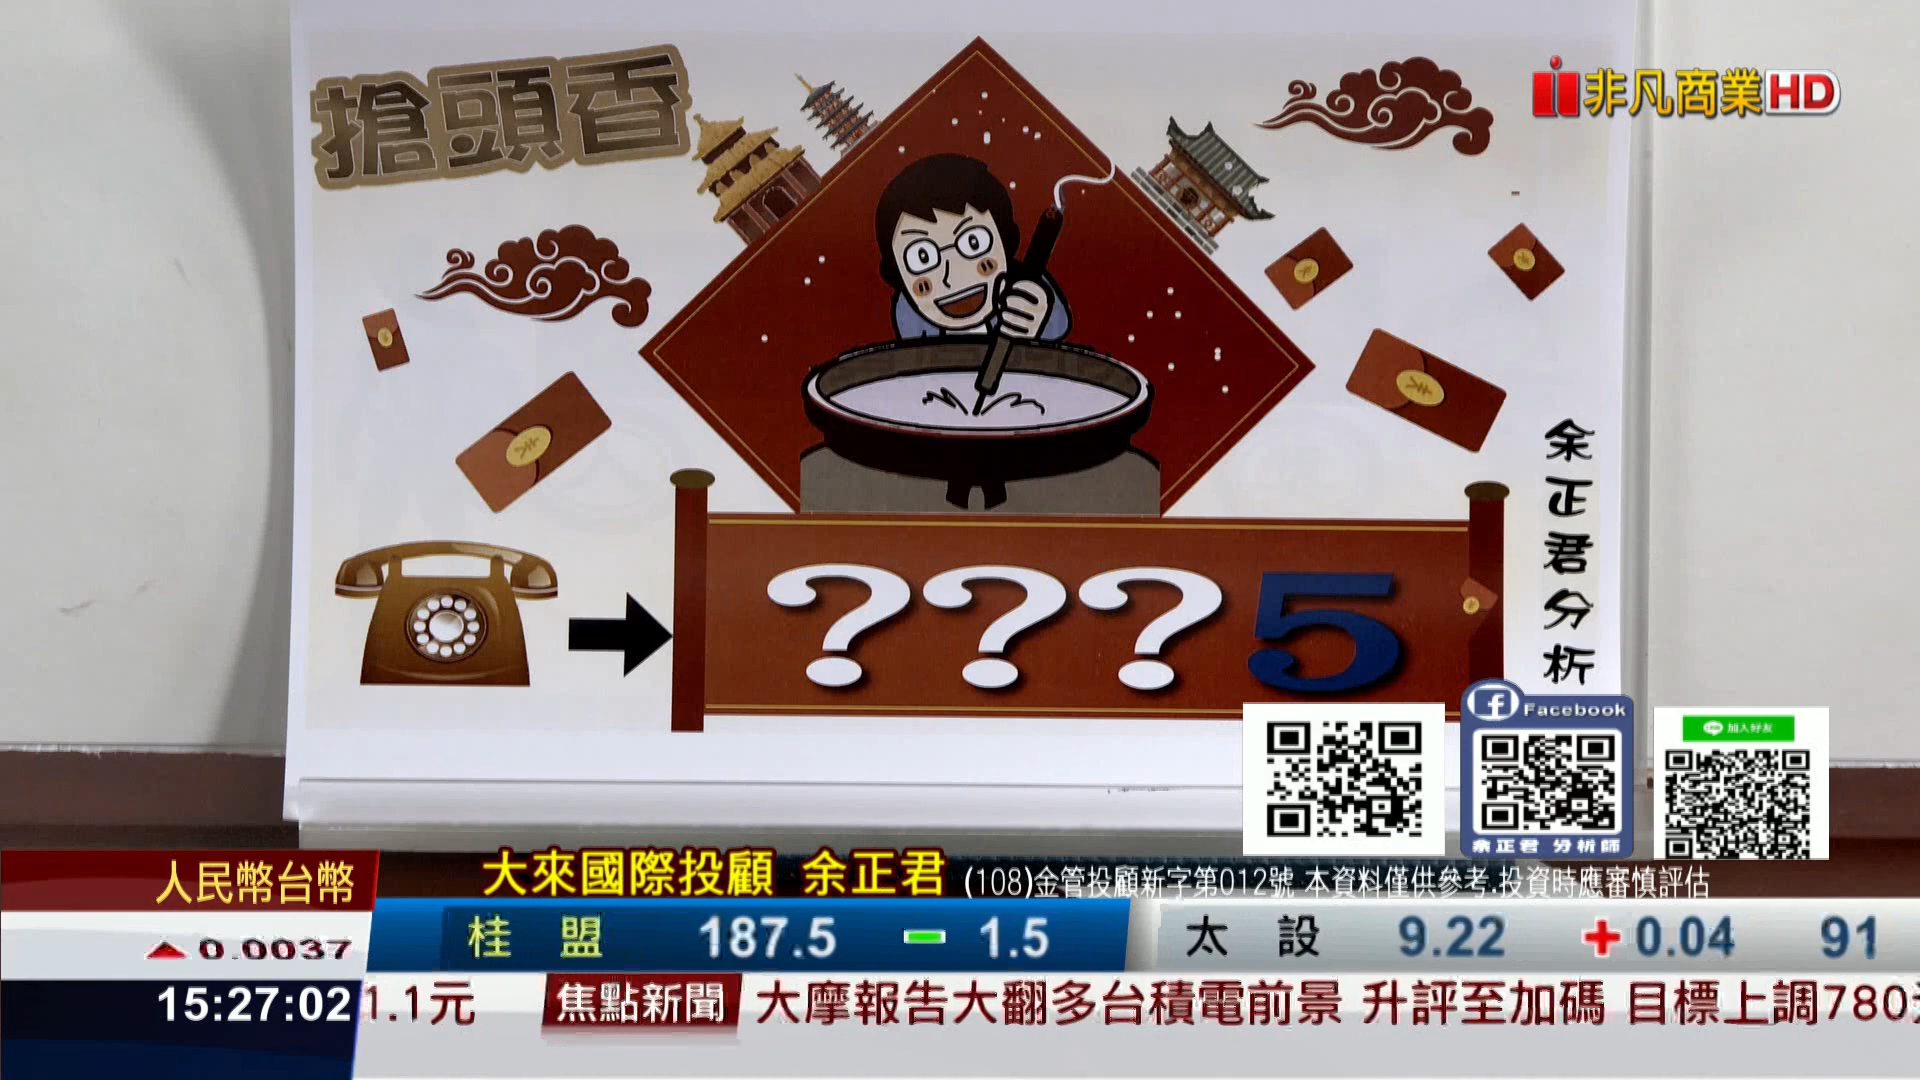 搶頭香
非凡商業HD
???5
余正君分析
Facebook
余正君 分析師
加入好友
大來國際投顧 余正君
(108)金管投顧新字第012號 本資料僅供參考.投資時應審慎評估
人民幣台幣
▲0.0037
桂盟 187.5 － 1.5
太設 9.22 + 0.04 91
15:27:02
1.1元
焦點新聞 大摩報告大翻多台積電前景 升評至加碼 目標上調780